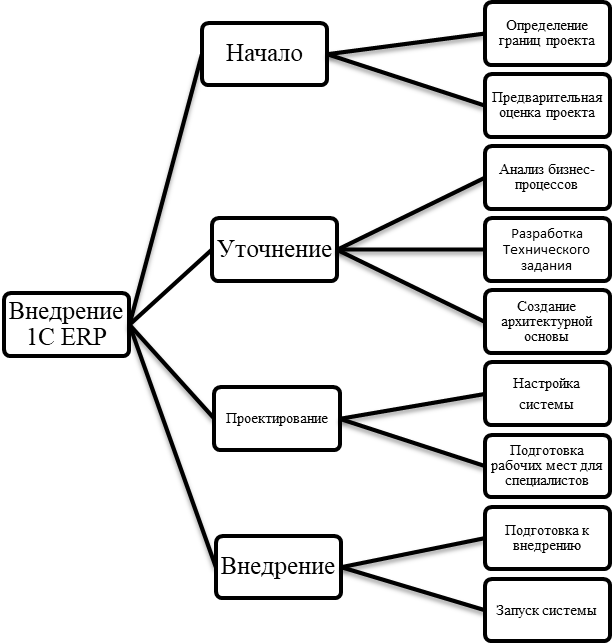 Внедрение
1С ERP
Начало
Определение
границ проекта
Предварительная
оценка проекта
Уточнение
Анализ бизнес-
процессов
Разработка
Технического
задания
Создание
архитектурной
основы
Проектирование
Настройка
системы
Подготовка
рабочих мест для
специалистов
Внедрение
Подготовка к
внедрению
Запуск системы